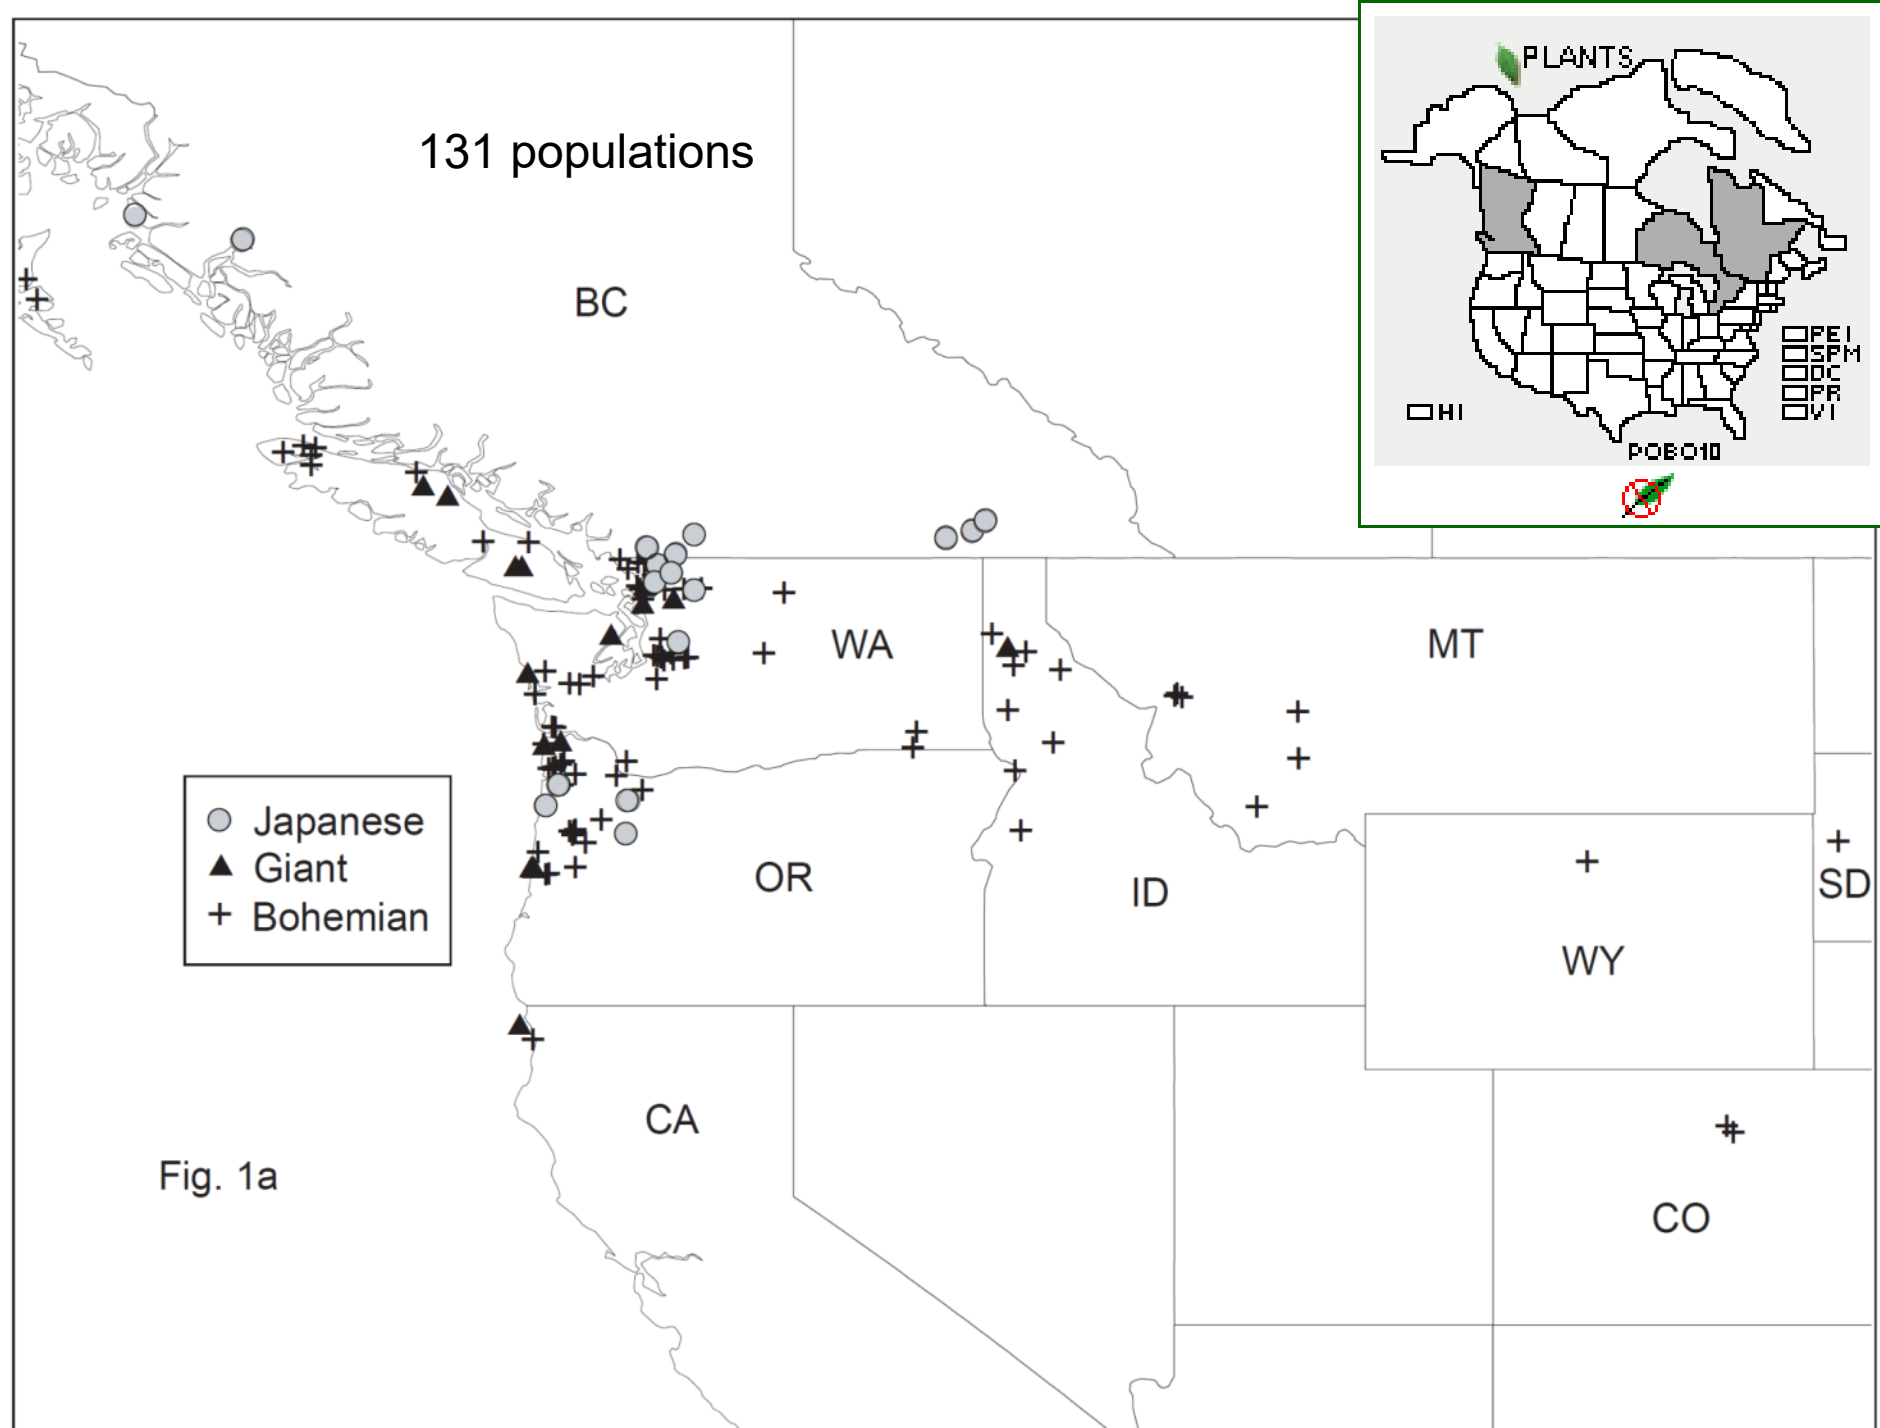 131 populations
BC
WA
MT
OR
ID
SD
WY
CA
CO
Japanese
Giant
Bohemian
Fig. 1a
PLANTS
PEI
SPM
DC
PR
VI
HI
POBO10